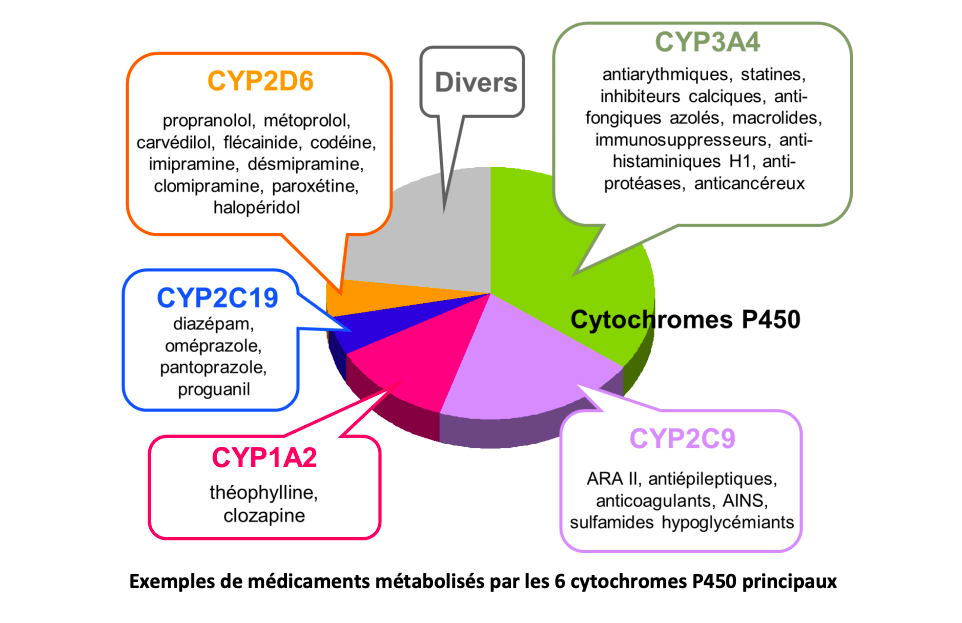 CYP3A4
antiarythmiques, statines,
inhibiteurs calciques, anti-
fongiques azolés, macrolides,
immunosuppresseurs, anti-
histaminiques H1, anti-
protéases, anticancéreux
Divers
CYP2D6
propranolol, métoprolol,
carvédilol, flécainide, codéine,
imipramine, désmipramine,
clomipramine, paroxétine,
halopéridol
CYP2C19
diazépam,
oméprazole,
pantoprazole,
proguanil
Cytochromes P450
CYP1A2
théophylline,
clozapine
CYP2C9
ARA II, antiépileptiques,
anticoagulants, AINS,
sulfamides hypoglycémiants
Exemples de médicaments métabolisés par les 6 cytochromes P450 principaux